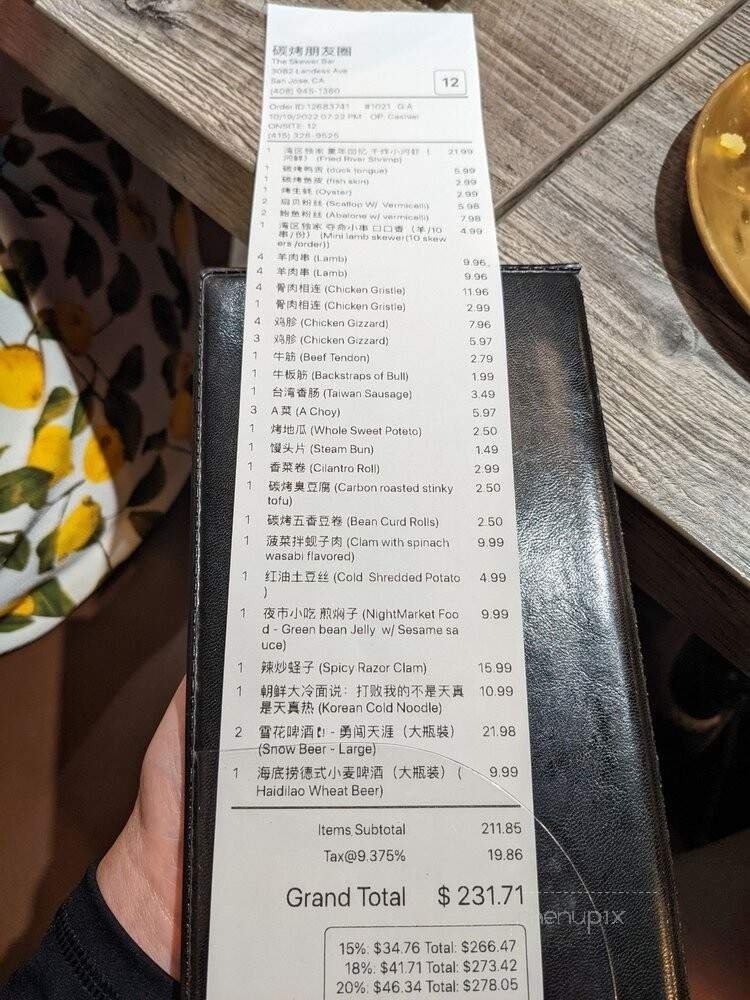 碳烤朋友圈
The Skewer Bar
3082 Landess Ave
San Jose, CA
(408) 945-1380
12
Order ID:12683741 #1021 G A
10/19/2022 07:22 PM OP: Cashier
ONSITE: 12
(415) 328-9525
1 湾区独家 童年回忆 干炸小河虾 ( 21.99
河鲜) (Fried River Shrimp)
1 碳烤鸭舌 (duck tongue) 5.99
1 碳烤鱼皮 (fish skin) 2.99
1 烤生蚝 (Oyster) 2.99
2 扇贝粉丝 (Scallop W/ Vermicelli) 5.98
2 鲍鱼粉丝 (Abalone w/ vermicelli) 7.98
1 湾区独家 夺命小串 口口香 (羊/10 4.99
串/份) (Mini lamb skewer(10 skew
ers /order))
4 羊肉串 (Lamb) 9.96
4 羊肉串 (Lamb) 9.96
4 骨肉相连 (Chicken Gristle) 11.96
1 骨肉相连 (Chicken Gristle) 2.99
4 鸡胗 (Chicken Gizzard) 7.96
3 鸡胗 (Chicken Gizzard) 5.97
1 牛筋 (Beef Tendon) 2.79
1 牛板筋 (Backstraps of Bull) 1.99
1 台湾香肠 (Taiwan Sausage) 3.49
3 A菜 (A Choy) 5.97
1 烤地瓜 (Whole Sweet Poteto) 2.50
1 馒头片 (Steam Bun) 1.49
1 香菜卷 (Cilantro Roll) 2.99
1 碳烤臭豆腐 (Carbon roasted stinky 2.50
tofu)
1 碳烤五香豆卷 (Bean Curd Rolls) 2.50
1 菠菜拌蚬子肉 (Clam with spinach 9.99
wasabi flavored)
1 红油土豆丝 (Cold Shredded Potato 4.99
)
1 夜市小吃 煎焖子 (NightMarket Foo 9.99
d - Green bean Jelly w/ Sesame sa
uce)
1 辣炒蛏子 (Spicy Razor Clam) 15.99
1 朝鲜大冷面说：打败我的不是天真 10.99
是天真热 (Korean Cold Noodle)
2 雪花啤酒 - 勇闯天涯（大瓶装） 21.98
(Snow Beer - Large)
1 海底捞德式小麦啤酒（大瓶装） ( 9.99
Haidilao Wheat Beer)
Items Subtotal 211.85
Tax@9.375% 19.86
Grand Total $ 231.71
menupix
15%: $34.76 Total: $266.47
18%: $41.71 Total: $273.42
20%: $46.34 Total: $278.05